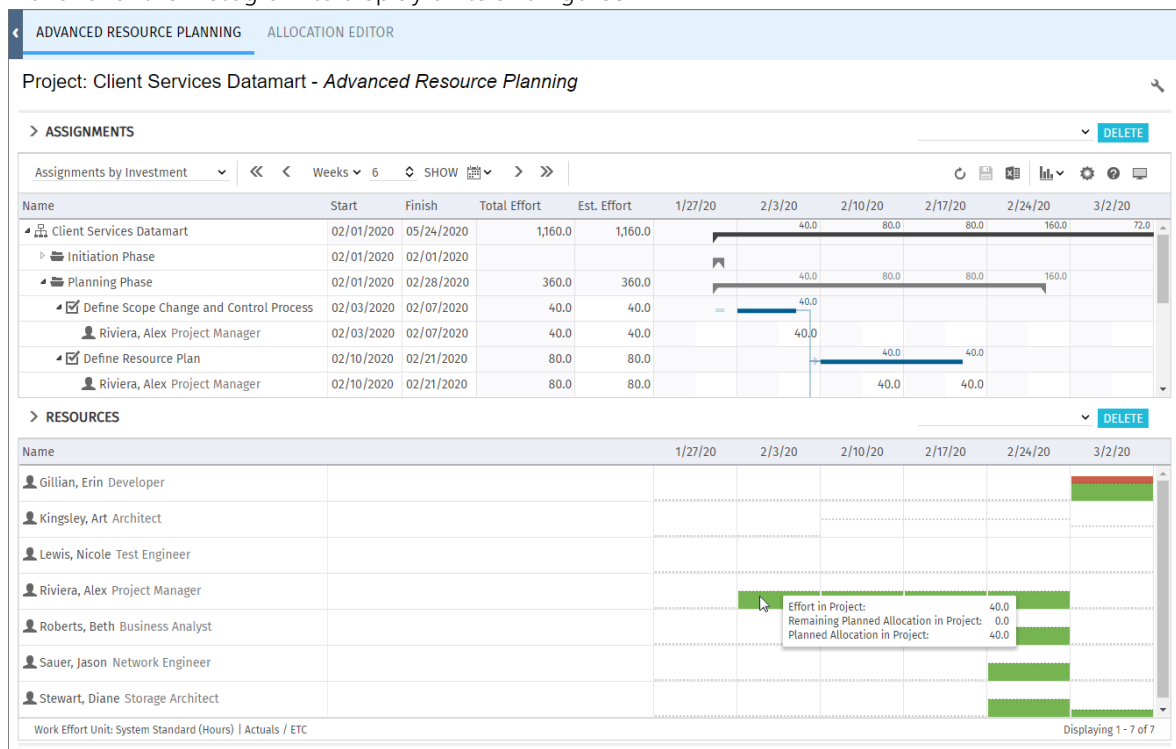 ADVANCED RESOURCE PLANNING ALLOCATION EDITOR
Project: Client Services Datamart - Advanced Resource Planning
ASSIGNMENTS DELETE
Assignments by Investment Weeks 6 SHOW
Name Start Finish Total Effort Est. Effort 1/27/20 2/3/20 2/10/20 2/17/20 2/24/20 3/2/20
Client Services Datamart 02/01/2020 05/24/2020 1,160.0 1,160.0 40.0 80.0 80.0 160.0 72.0
Initiation Phase 02/01/2020 02/01/2020
Planning Phase 02/01/2020 02/28/2020 360.0 360.0 40.0 80.0 80.0 160.0
Define Scope Change and Control Process 02/03/2020 02/07/2020 40.0 40.0 40.0
Riviera, Alex Project Manager 02/03/2020 02/07/2020 40.0 40.0 40.0
Define Resource Plan 02/10/2020 02/21/2020 80.0 80.0 40.0 40.0
Riviera, Alex Project Manager 02/10/2020 02/21/2020 80.0 80.0 40.0 40.0
RESOURCES DELETE
Name 1/27/20 2/3/20 2/10/20 2/17/20 2/24/20 3/2/20
Gillian, Erin Developer
Kingsley, Art Architect
Lewis, Nicole Test Engineer
Riviera, Alex Project Manager
Effort in Project: 40.0
Remaining Planned Allocation in Project: 0.0
Planned Allocation in Project: 40.0
Roberts, Beth Business Analyst
Sauer, Jason Network Engineer
Stewart, Diane Storage Architect
Work Effort Unit: System Standard (Hours) | Actuals / ETC Displaying 1 - 7 of 7